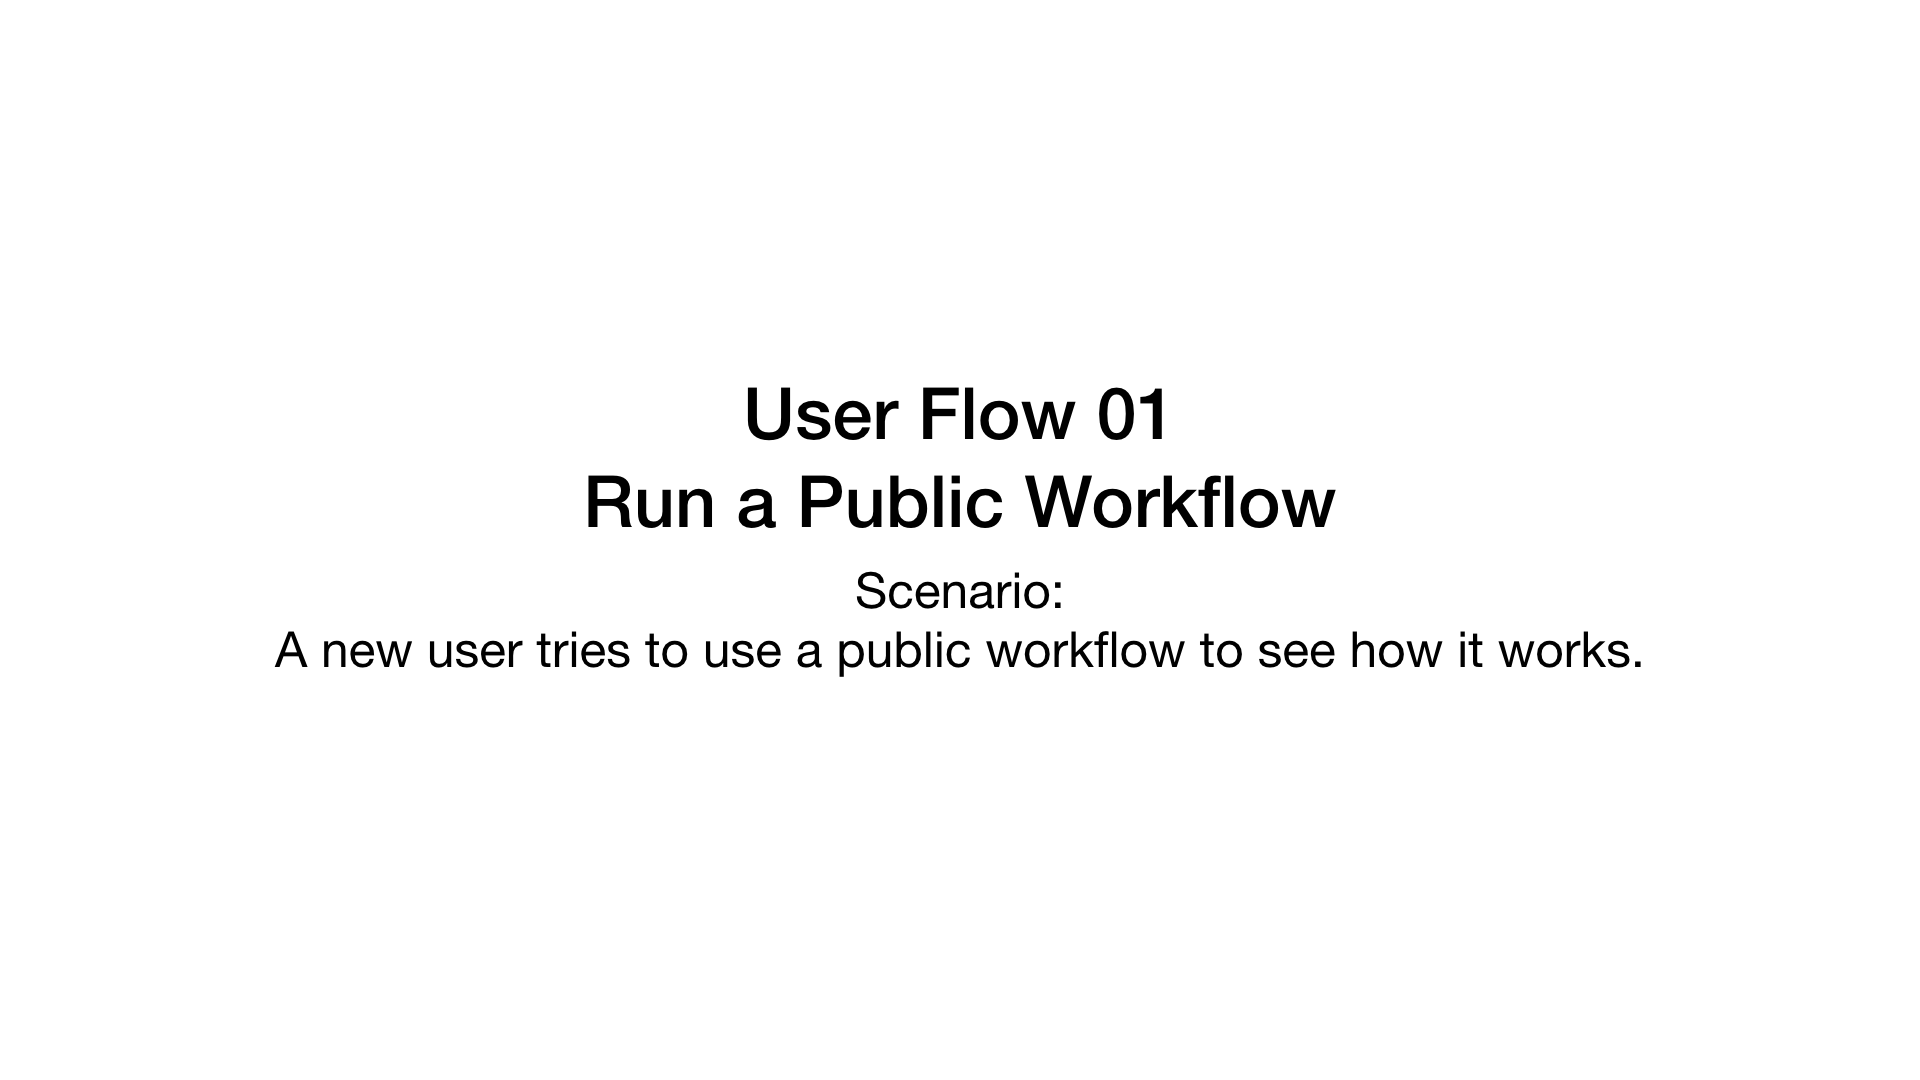 User Flow 01
Run a Public Workflow
Scenario:
A new user tries to use a public workflow to see how it works.